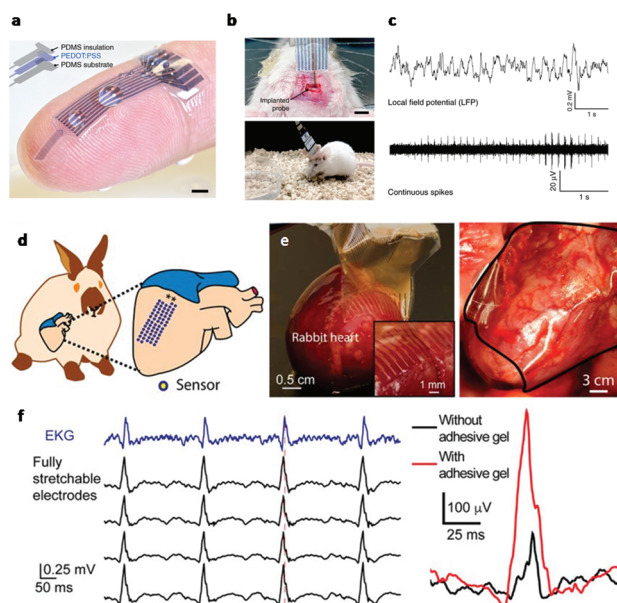 a
PDMS insulation
PEDOT:PSS
PDMS substrate
b
Implanted
probe
c
Local field potential (LFP)
0.2 mV
1 s
Continuous spikes
20 µV
1 s
d
Sensor
e
Rabbit heart
0.5 cm
1 mm
3 cm
f
EKG
Fully
stretchable
electrodes
0.25 mV
50 ms
Without
adhesive gel
With
adhesive gel
100 µV
25 ms